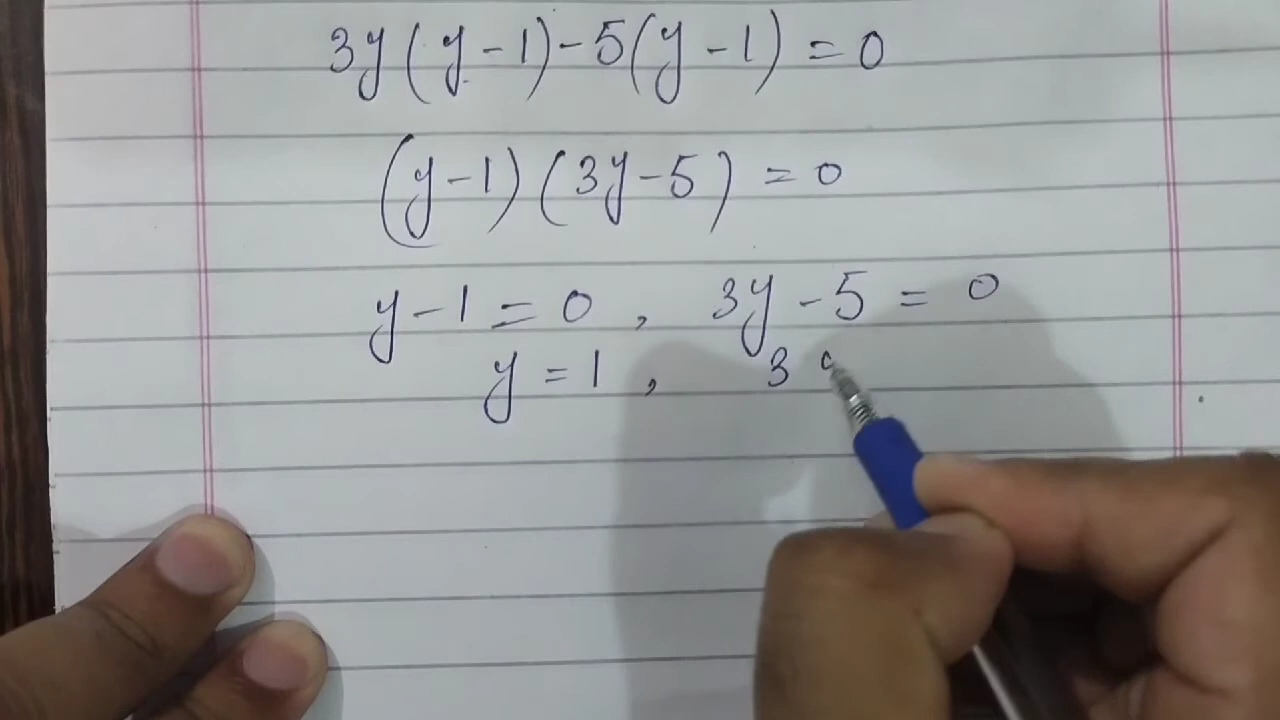 3y(y-1)-5(y-1)=0
(y-1)(3y-5)=0
y-1=0, 3y-5=0
y=1, 3